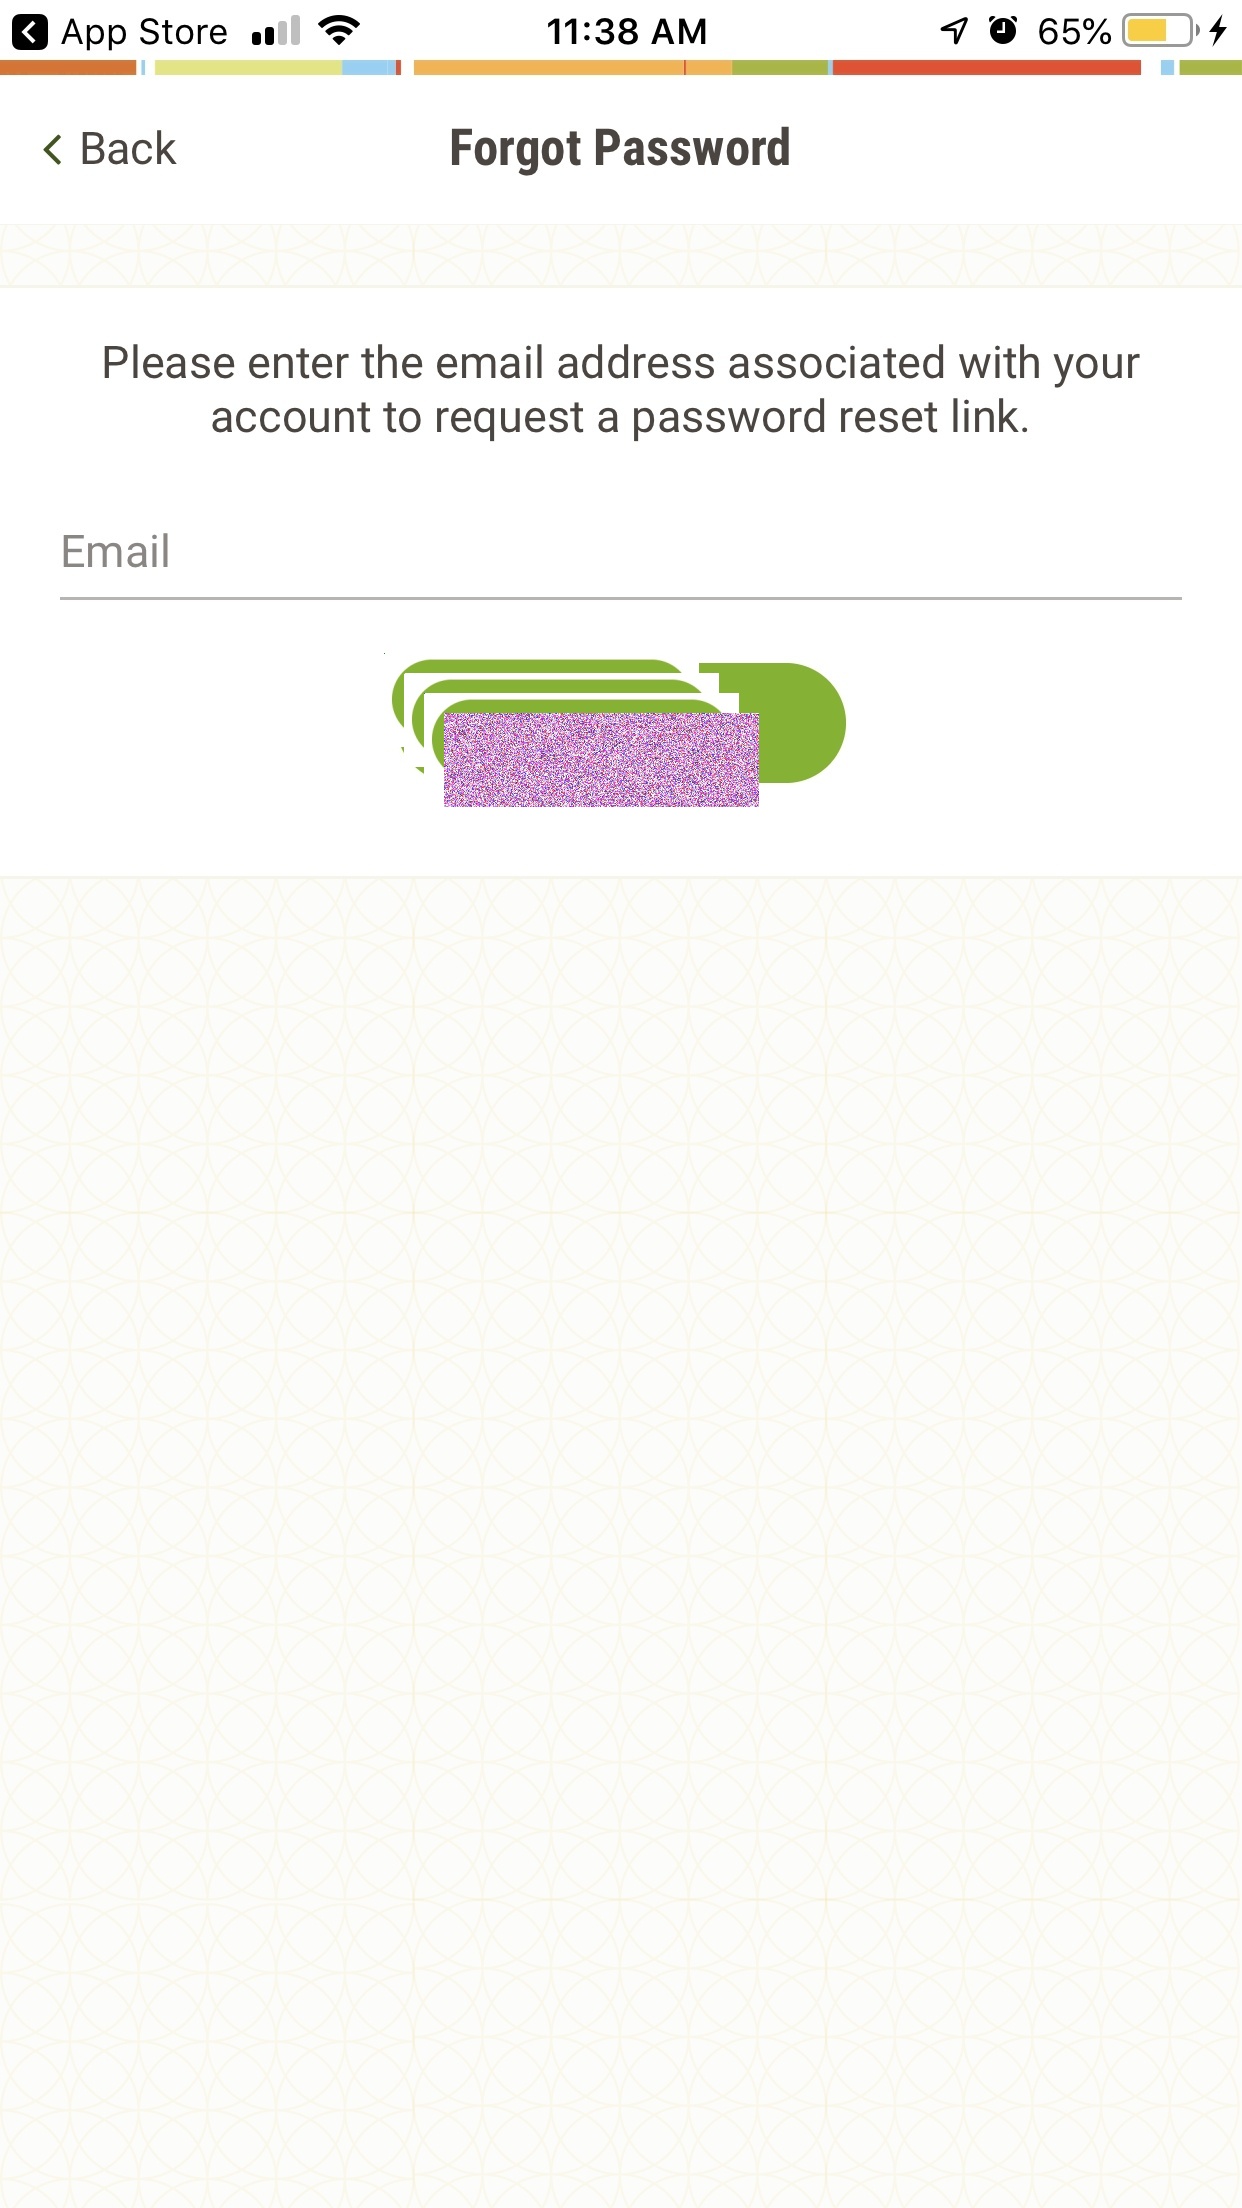 App Store 11:38 AM 65%
Back Forgot Password
Please enter the email address associated with your
account to request a password reset link.
Email